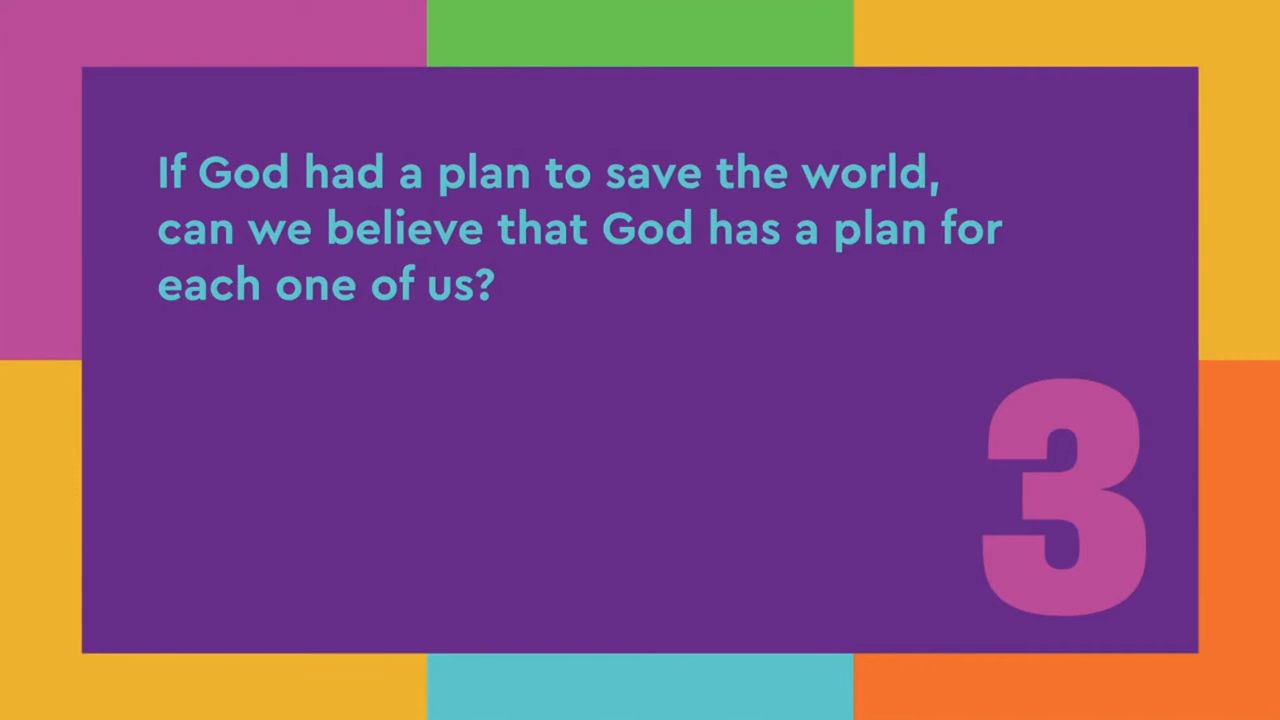 If God had a plan to save the world,
can we believe that God has a plan for
each one of us?
3